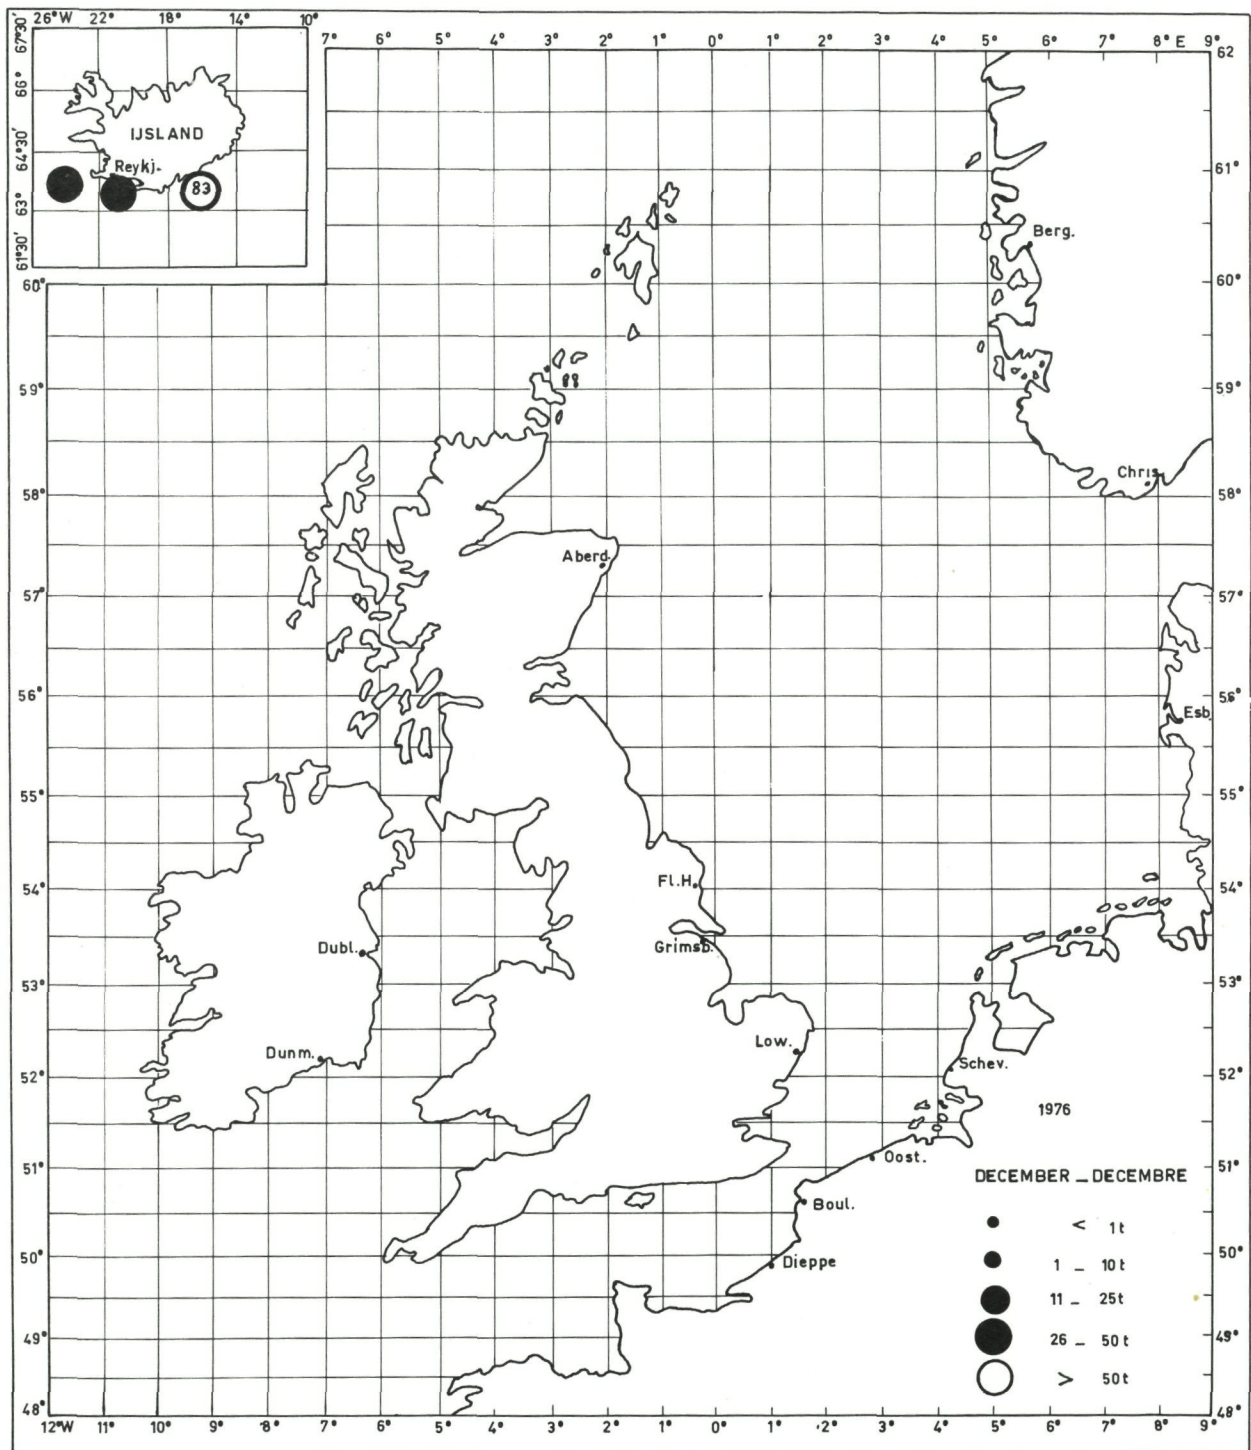 26°W 22° 18° 14° 10°
67°30'
66°
64°30'
63°
61°30'
IJSLAND
Reykj.
83
7° 6° 5° 4° 3° 2° 1° 0° 1° 2° 3° 4° 5° 6° 7° 8° E 9°
62
61°
60° 60°
59° 59°
58° 58°
57° 57°
56° 56°
55° 55°
54° 54°
53° 53°
52° 52°
51° 51°
50° 50°
49° 49°
48° 48°
Berg.
Chris
Aberd.
Esb
Fl.H.
Dubl.
Grimsb.
Dunm.
Low.
Schev.
1976
Oost.
Boul.
Dieppe
DECEMBER _ DECEMBRE
< 1t
1 _ 10t
11 _ 25t
26 _ 50t
> 50t
12°W 11° 10° 9° 8° 7° 6° 5° 4° 3° 2° 1° 0° 1° 2° 3° 4° 5° 6° 7° 8° 9°